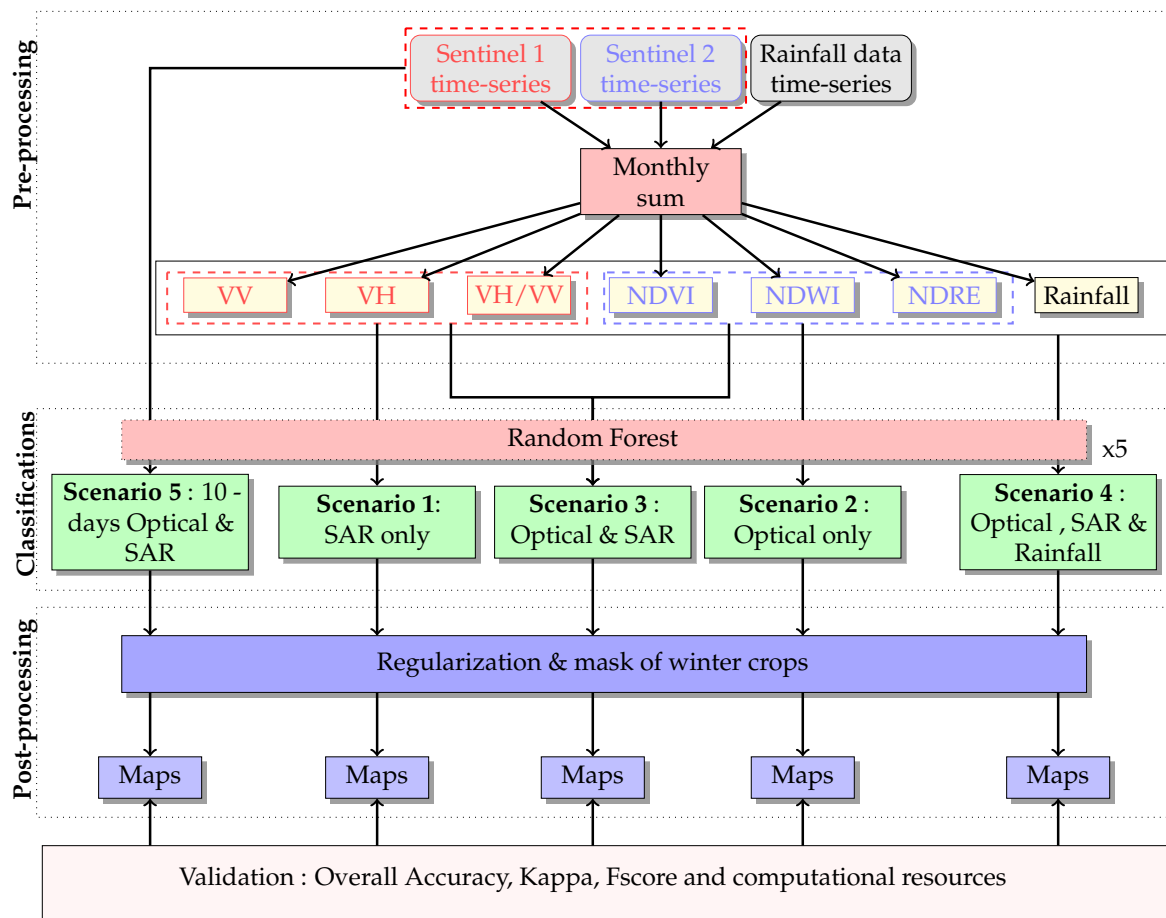 Pre-processing
Sentinel 1
time-series
Sentinel 2
time-series
Rainfall data
time-series
Monthly
sum
VV
VH
VH/VV
NDVI
NDWI
NDRE
Rainfall
Classifications
Random Forest
x5
Scenario 5 : 10 -
days Optical &
SAR
Scenario 1:
SAR only
Scenario 3 :
Optical & SAR
Scenario 2 :
Optical only
Scenario 4 :
Optical , SAR &
Rainfall
Post-processing
Regularization & mask of winter crops
Maps
Maps
Maps
Maps
Maps
Validation : Overall Accuracy, Kappa, Fscore and computational resources